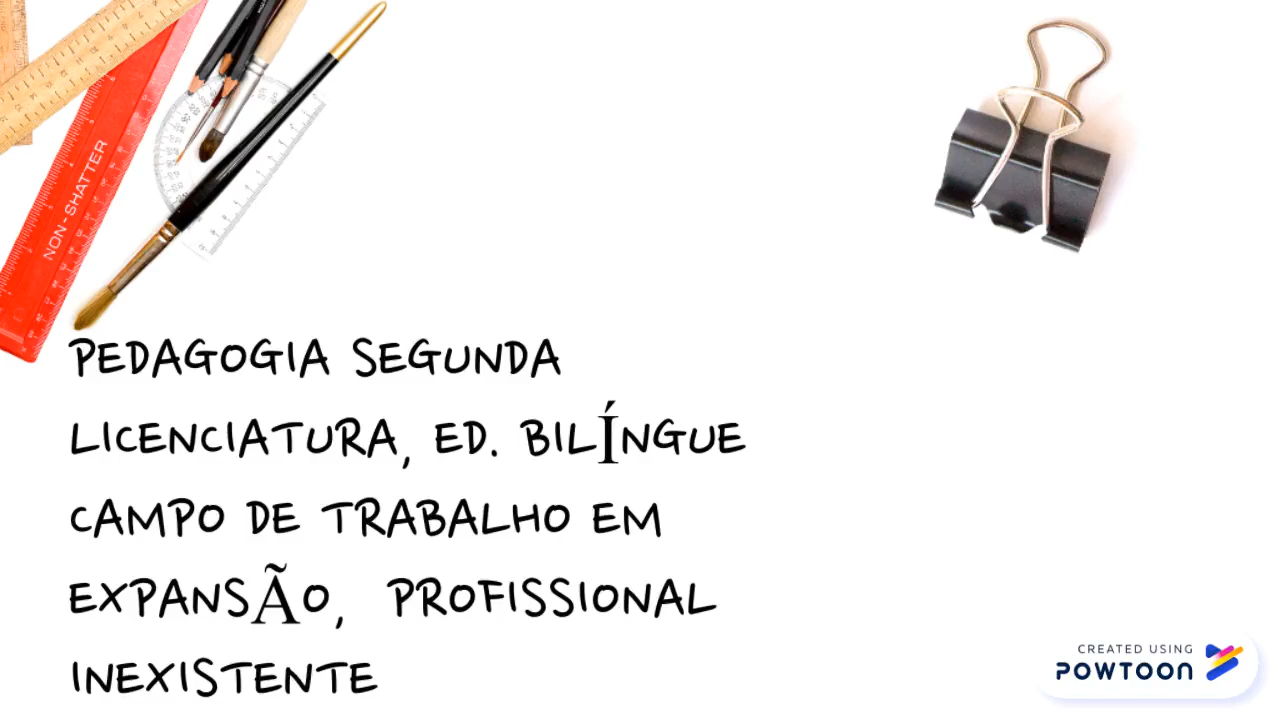 NON-SHATTER
PEDAGOGIA SEGUNDA
LICENCIATURA, ED. BILÍNGUE
CAMPO DE TRABALHO EM
EXPANSÃO, PROFISSIONAL
INEXISTENTE
CREATED USING
POWTOON